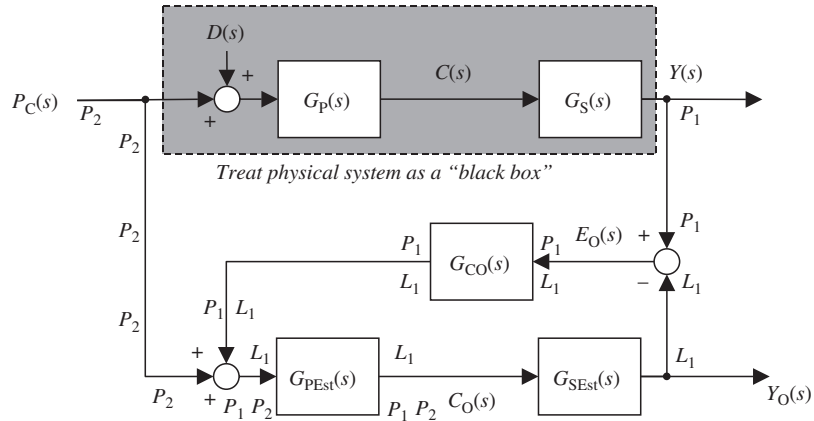 D(s)
+
C(s)
Y(s)
P_C(s)
G_P(s)
G_S(s)
P_2
+
P_1
P_2
Treat physical system as a “black box”
P_2
P_1
P_1
E_O(s)
+
P_1
G_CO(s)
L_1
L_1
−
L_1
P_1
L_1
P_2
+
L_1
L_1
L_1
G_PEst(s)
G_SEst(s)
P_2
+
P_1
P_2
P_1
P_2
C_O(s)
Y_O(s)